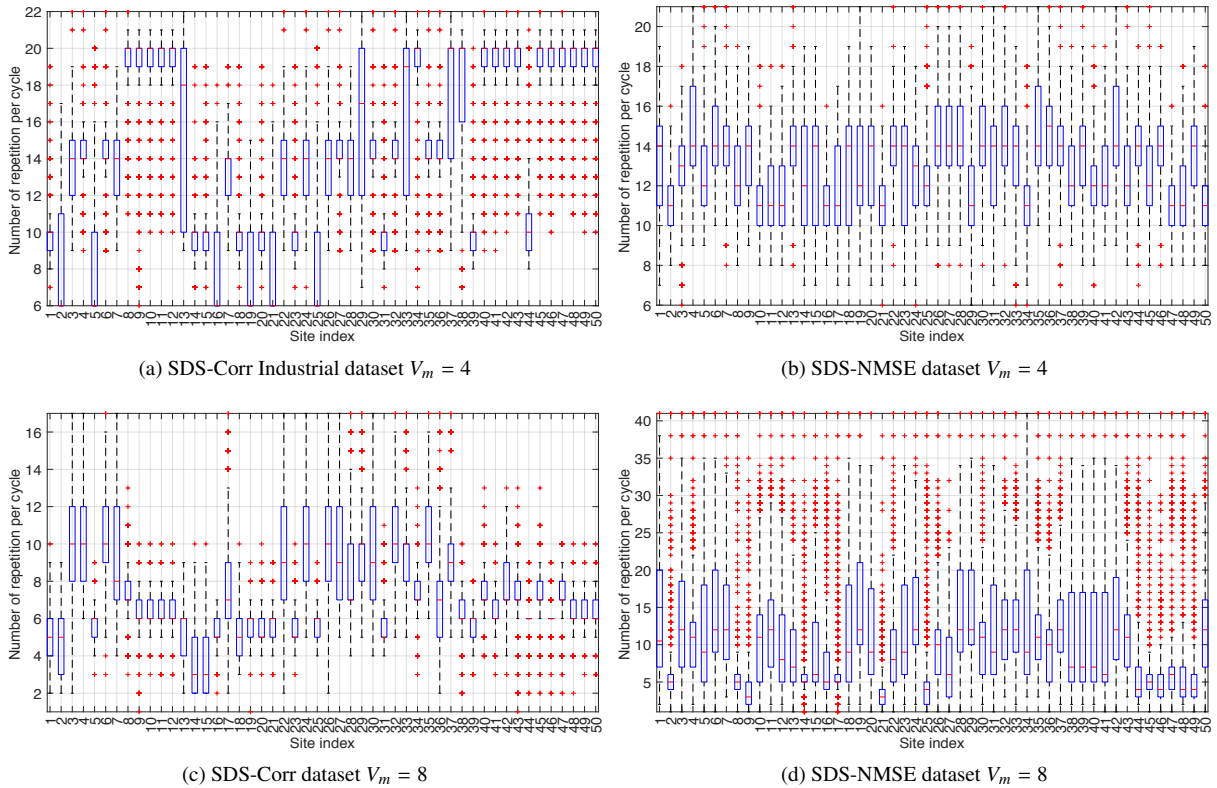 Number of repetition per cycle
22
20
18
16
14
12
10
8
6
1 2 3 4 5 6 7 8 9 10 11 12 13 14 15 16 17 18 19 20 21 22 23 24 25 26 27 28 29 30 31 32 33 34 35 36 37 38 39 40 41 42 43 44 45 46 47 48 49 50
Site index
(a) SDS-Corr Industrial dataset Vm = 4
Number of repetition per cycle
20
18
16
14
12
10
8
6
1 2 3 4 5 6 7 8 9 10 11 12 13 14 15 16 17 18 19 20 21 22 23 24 25 26 27 28 29 30 31 32 33 34 35 36 37 38 39 40 41 42 43 44 45 46 47 48 49 50
Site index
(b) SDS-NMSE dataset Vm = 4
Number of repetition per cycle
16
14
12
10
8
6
4
2
1 2 3 4 5 6 7 8 9 10 11 12 13 14 15 16 17 18 19 20 21 22 23 24 25 26 27 28 29 30 31 32 33 34 35 36 37 38 39 40 41 42 43 44 45 46 47 48 49 50
Site index
(c) SDS-Corr dataset Vm = 8
Number of repetition per cycle
40
35
30
25
20
15
10
5
1 2 3 4 5 6 7 8 9 10 11 12 13 14 15 16 17 18 19 20 21 22 23 24 25 26 27 28 29 30 31 32 33 34 35 36 37 38 39 40 41 42 43 44 45 46 47 48 49 50
Site index
(d) SDS-NMSE dataset Vm = 8